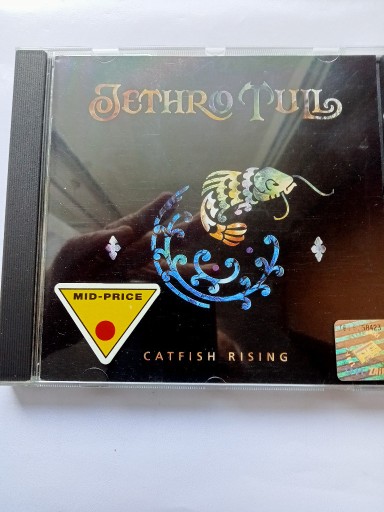 JETHRO TULL
MID-PRICE
CATFISH RISING